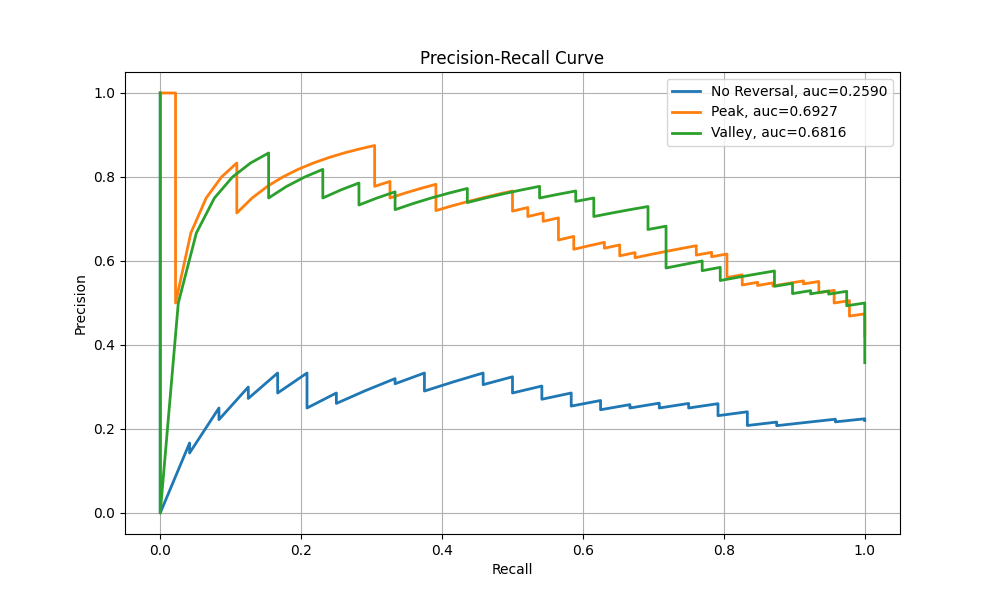 Precision-Recall Curve
No Reversal, auc=0.2590
Peak, auc=0.6927
Valley, auc=0.6816
Precision
1.0
0.8
0.6
0.4
0.2
0.0
0.0 0.2 0.4 0.6 0.8 1.0
Recall